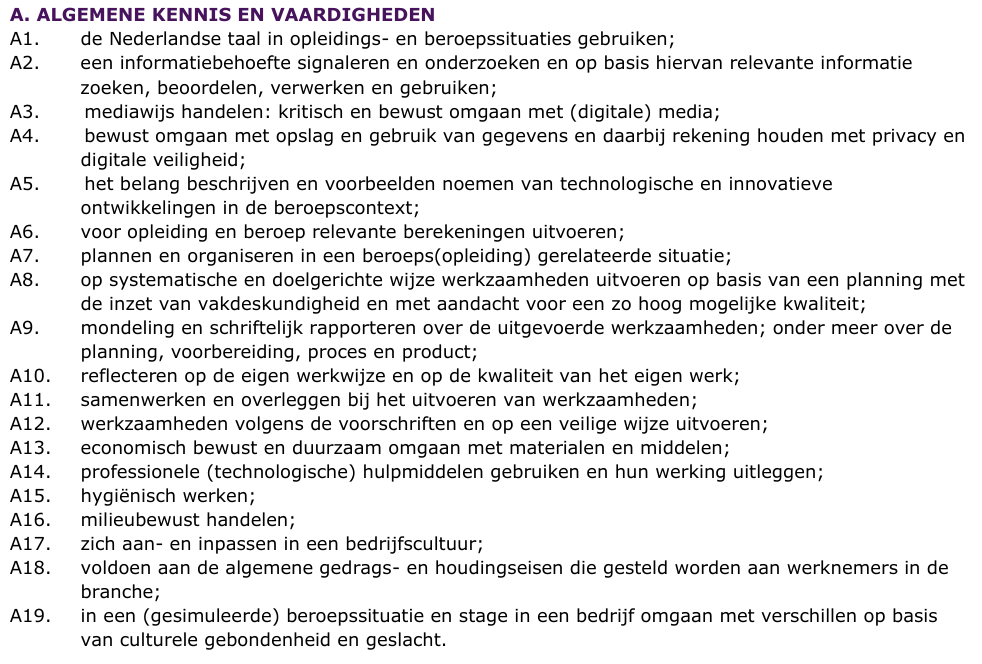 A. ALGEMENE KENNIS EN VAARDIGHEDEN
A1. de Nederlandse taal in opleidings- en beroepssituaties gebruiken;
A2. een informatiebehoefte signaleren en onderzoeken en op basis hiervan relevante informatie
zoeken, beoordelen, verwerken en gebruiken;
A3. mediawijs handelen: kritisch en bewust omgaan met (digitale) media;
A4. bewust omgaan met opslag en gebruik van gegevens en daarbij rekening houden met privacy en
digitale veiligheid;
A5. het belang beschrijven en voorbeelden noemen van technologische en innovatieve
ontwikkelingen in de beroepscontext;
A6. voor opleiding en beroep relevante berekeningen uitvoeren;
A7. plannen en organiseren in een beroeps(opleiding) gerelateerde situatie;
A8. op systematische en doelgerichte wijze werkzaamheden uitvoeren op basis van een planning met
de inzet van vakdeskundigheid en met aandacht voor een zo hoog mogelijke kwaliteit;
A9. mondeling en schriftelijk rapporteren over de uitgevoerde werkzaamheden; onder meer over de
planning, voorbereiding, proces en product;
A10. reflecteren op de eigen werkwijze en op de kwaliteit van het eigen werk;
A11. samenwerken en overleggen bij het uitvoeren van werkzaamheden;
A12. werkzaamheden volgens de voorschriften en op een veilige wijze uitvoeren;
A13. economisch bewust en duurzaam omgaan met materialen en middelen;
A14. professionele (technologische) hulpmiddelen gebruiken en hun werking uitleggen;
A15. hygiënisch werken;
A16. milieubewust handelen;
A17. zich aan- en inpassen in een bedrijfscultuur;
A18. voldoen aan de algemene gedrags- en houdingseisen die gesteld worden aan werknemers in de
branche;
A19. in een (gesimuleerde) beroepssituatie en stage in een bedrijf omgaan met verschillen op basis
van culturele gebondenheid en geslacht.